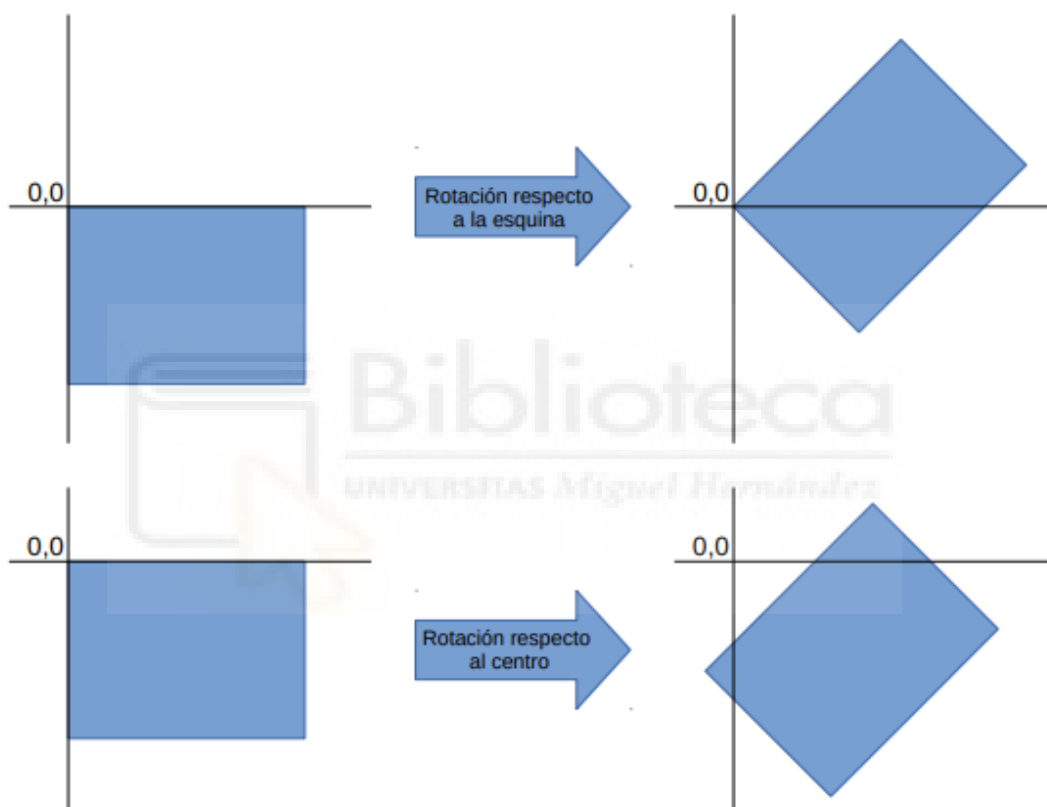 0,0
0,0
Rotación respecto
a la esquina
Biblioteca
UNIVERSITAS Miguel Hernández
0,0
0,0
Rotación respecto
al centro